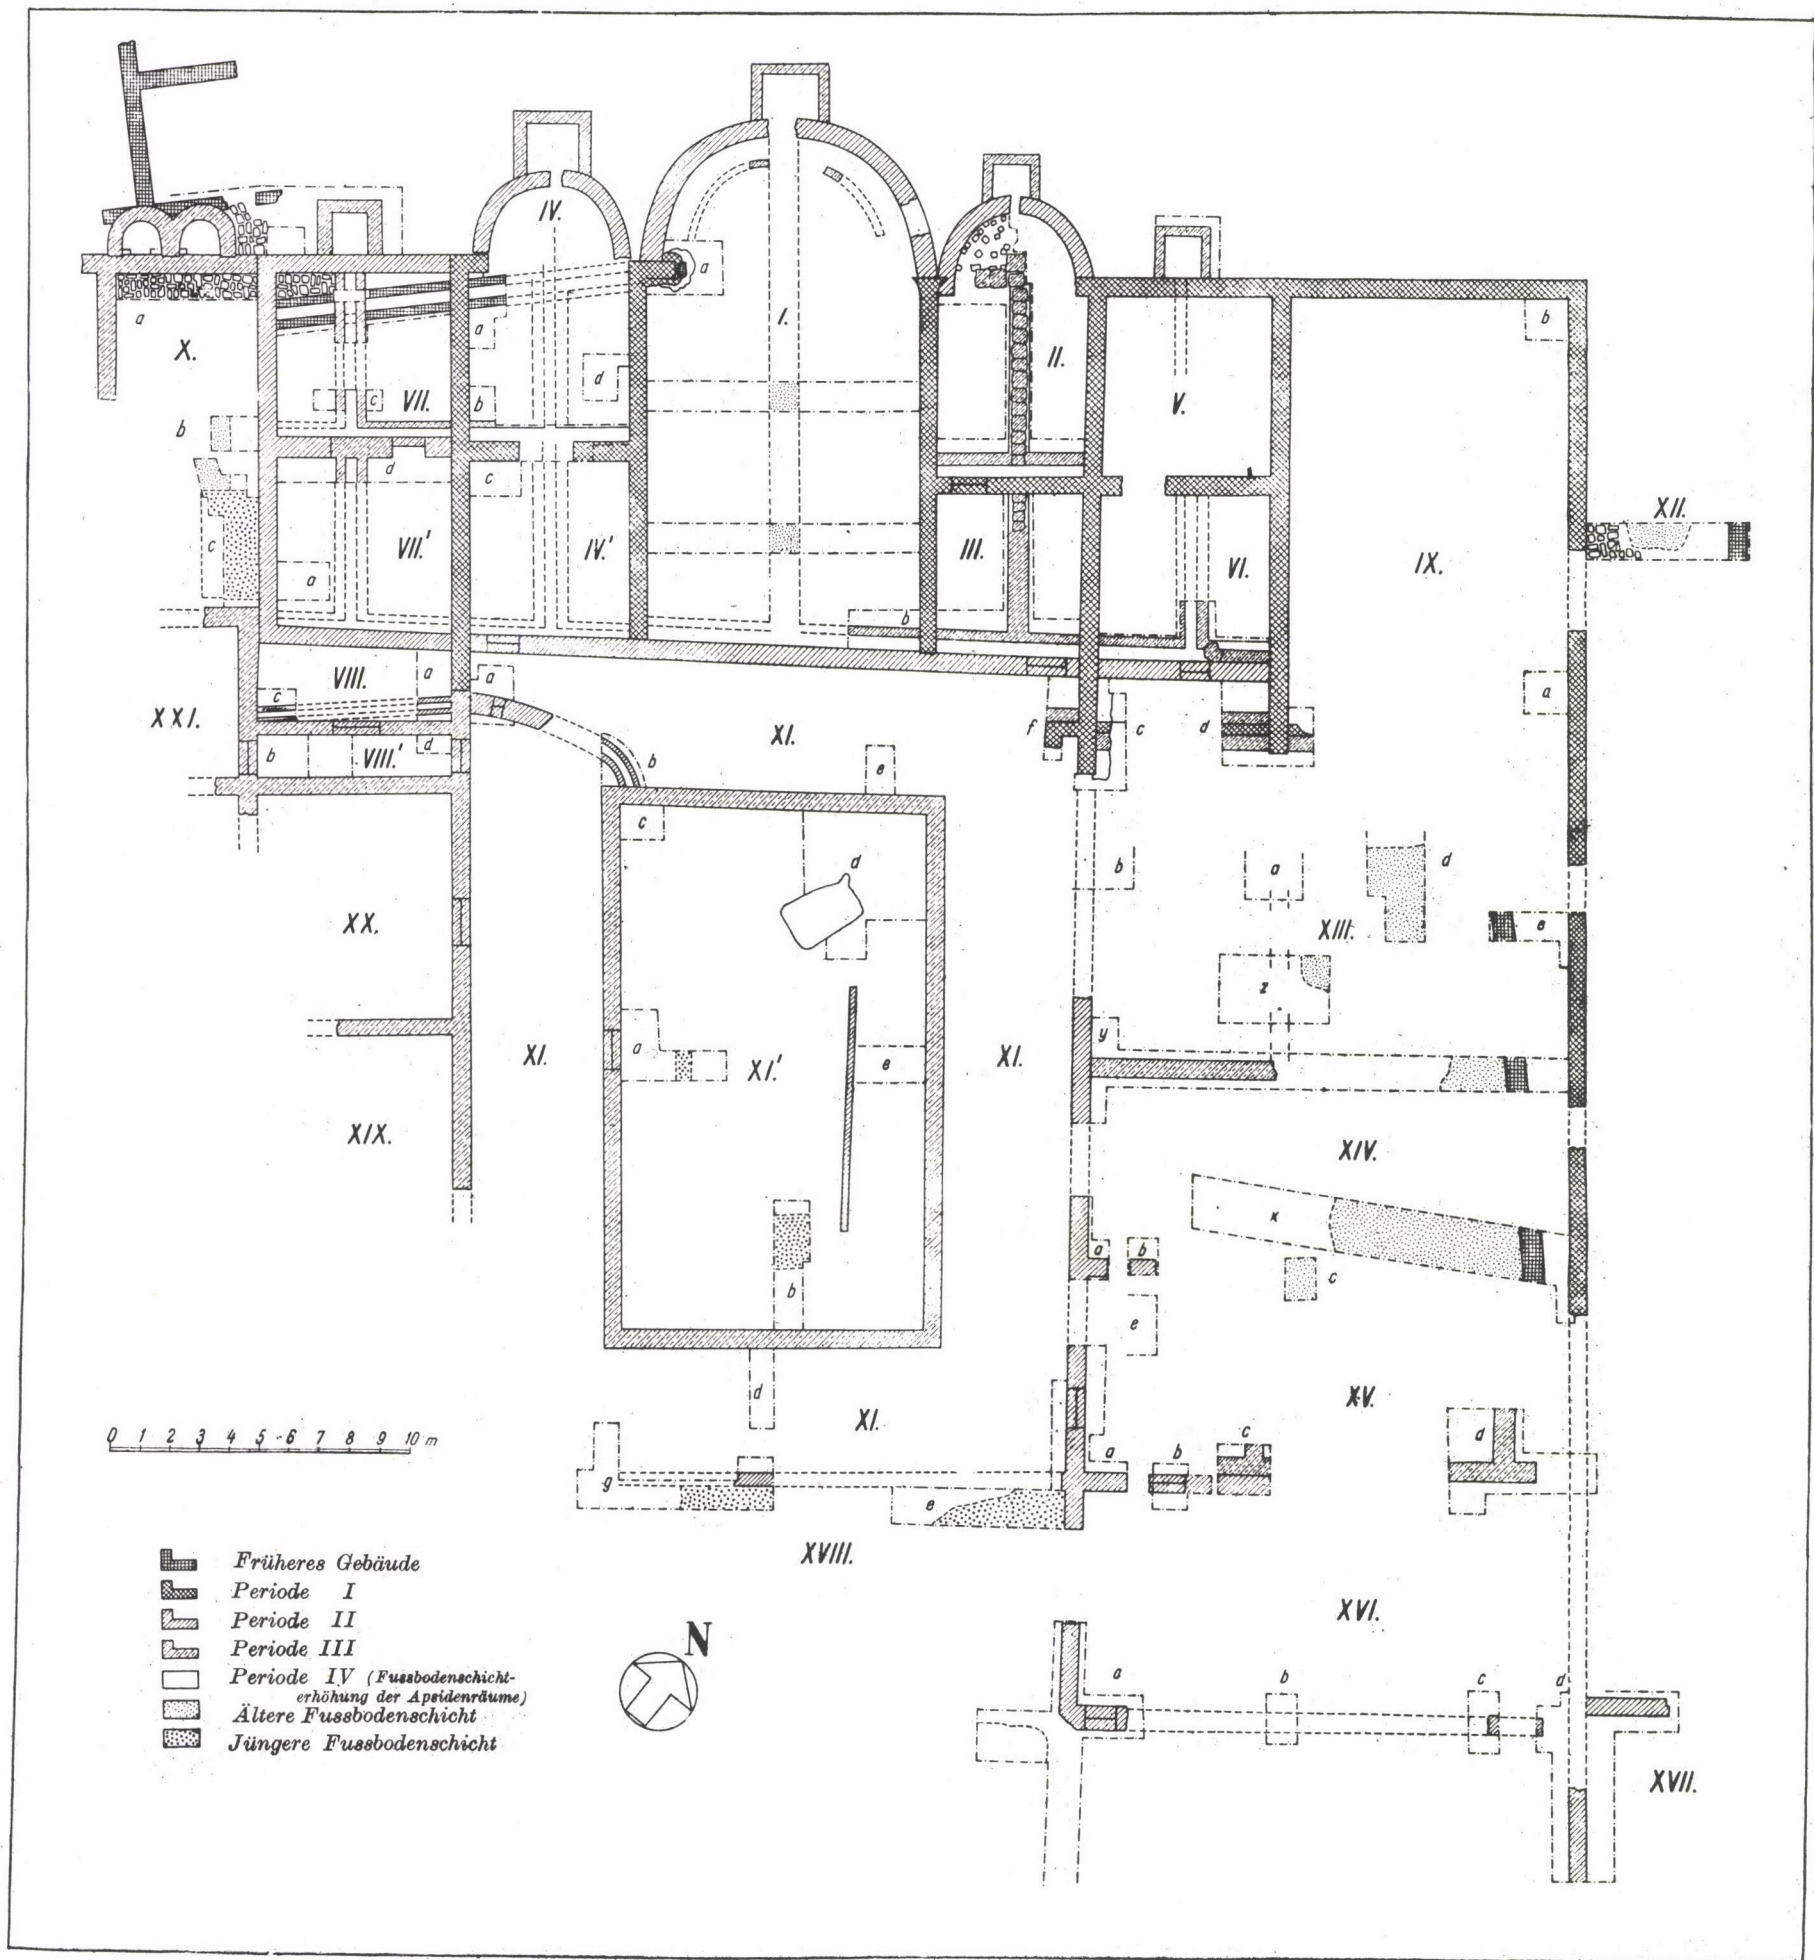 IV.
a
I.
a
X.
a
b
II.
d
c
VII.
b
V.
b
b
d
c
XII.
c
VII.'
IV.'
III.
VI.
IX.
a
b
VIII.
a
a
c
a
XXI.
XI.
f
c
d
b
VIII.'
d
b
e
c
d
b
a
d
XX.
XIII.
e
z
y
XI.
a
XI.'
e
XI.
XIX.
XIV.
x
a
b
c
b
e
d
XV.
XI.
0 1 2 3 4 5 6 7 8 9 10 m
a
b
c
d
g
e
XVIII.
Früheres Gebäude
Periode I
Periode II
Periode III
Periode IV (Fussbodenschicht-
erhöhung der Apsidenräume)
Ältere Fussbodenschicht
Jüngere Fussbodenschicht
N
XVI.
a
b
c
d
XVII.